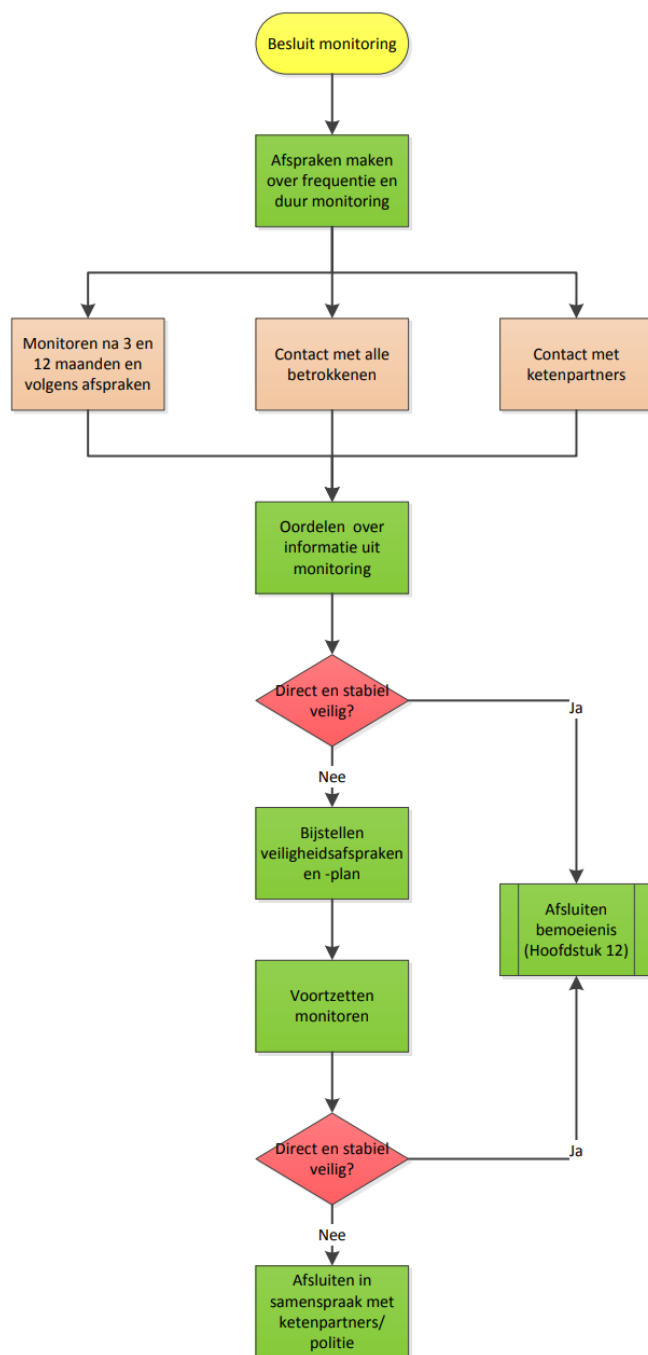 Besluit monitoring
Afspraken maken
over frequentie en
duur monitoring
Monitoren na 3 en
12 maanden en
volgens afspraken
Contact met alle
betrokkenen
Contact met
ketenpartners
Oordelen over
informatie uit
monitoring
Direct en stabiel
veilig?
Ja
Nee
Bijstellen
veiligheidsafspraken
en -plan
Afsluiten
bemoeienis
(Hoofdstuk 12)
Voortzetten
monitoren
Direct en stabiel
veilig?
Ja
Nee
Afsluiten in
samenspraak met
ketenpartners/
politie